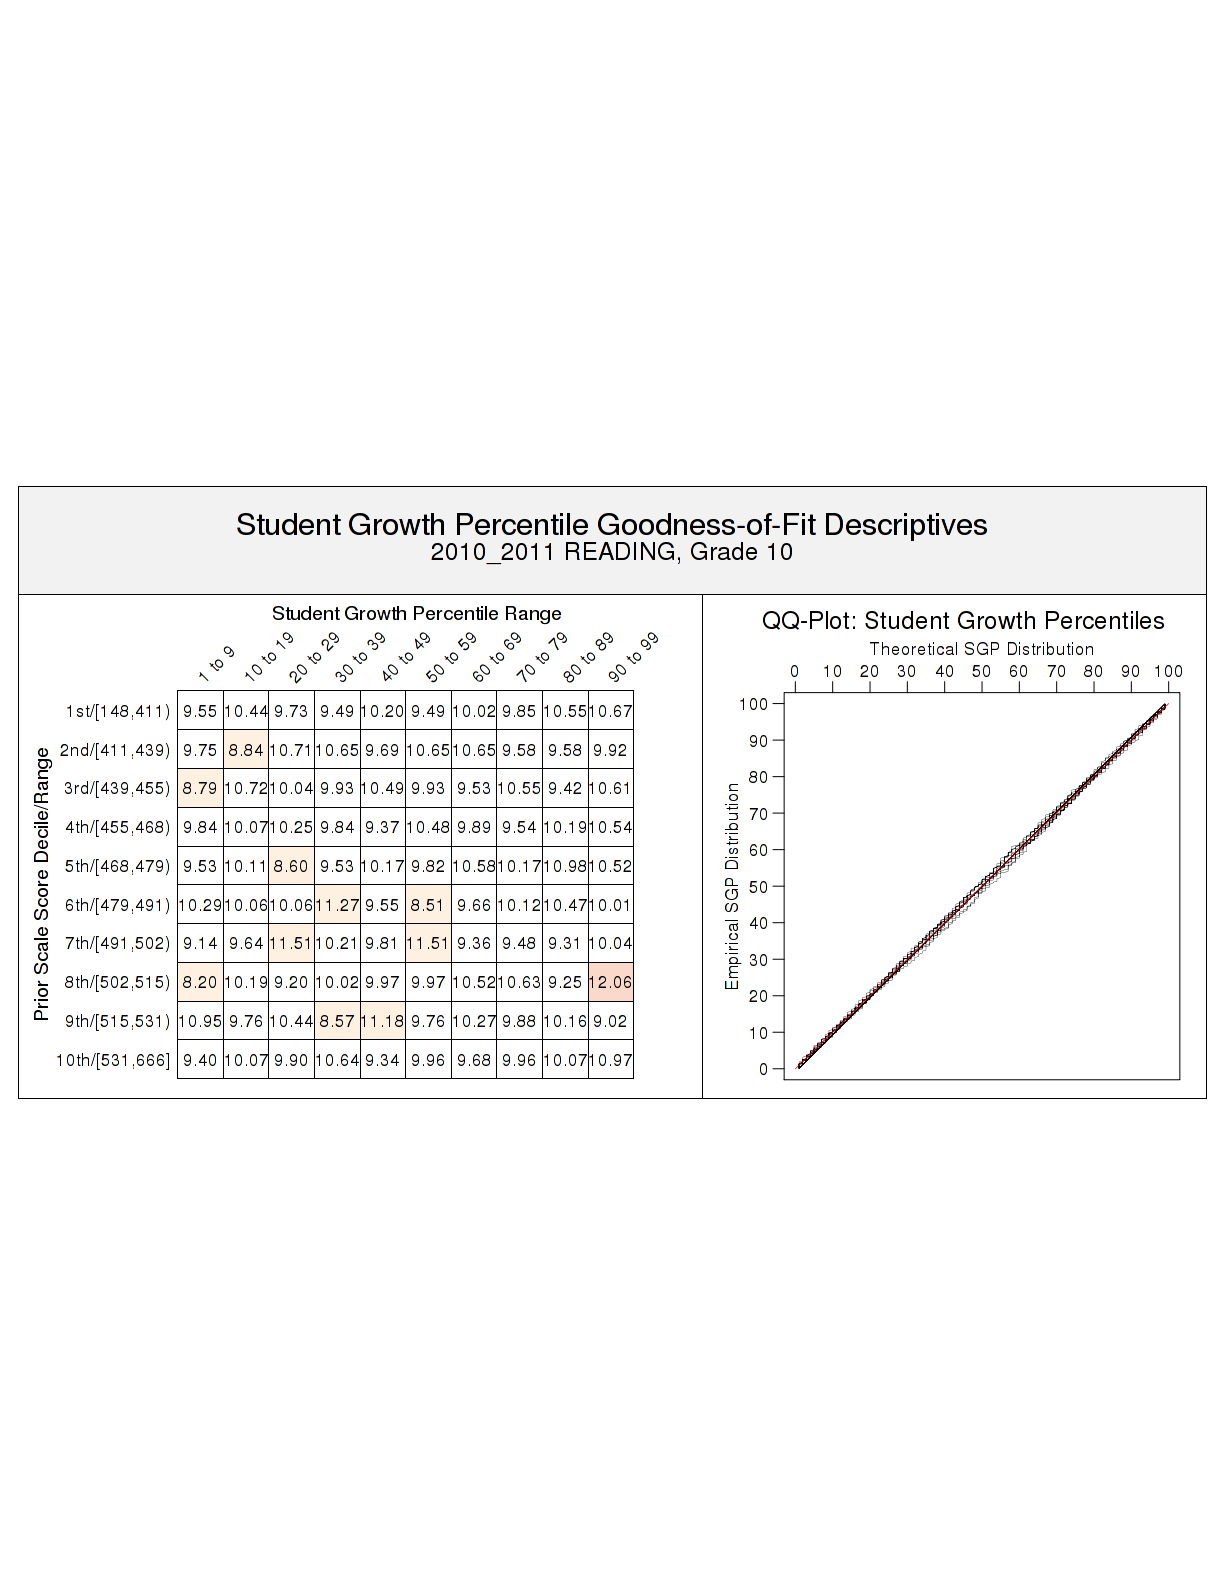 Student Growth Percentile Goodness-of-Fit Descriptives
2010_2011 READING, Grade 10
Student Growth Percentile Range
1 to 9 10 to 19 20 to 29 30 to 39 40 to 49 50 to 59 60 to 69 70 to 79 80 to 89 90 to 99
Prior Scale Score Decile/Range
1st/[148,411) 9.55 10.44 9.73 9.49 10.20 9.49 10.02 9.85 10.55 10.67
2nd/[411,439) 9.75 8.84 10.71 10.65 9.69 10.65 10.65 9.58 9.58 9.92
3rd/[439,455) 8.79 10.72 10.04 9.93 10.49 9.93 9.53 10.55 9.42 10.61
4th/[455,468) 9.84 10.07 10.25 9.84 9.37 10.48 9.89 9.54 10.19 10.54
5th/[468,479) 9.53 10.11 8.60 9.53 10.17 9.82 10.58 10.17 10.98 10.52
6th/[479,491) 10.29 10.06 10.06 11.27 9.55 8.51 9.66 10.12 10.47 10.01
7th/[491,502) 9.14 9.64 11.51 10.21 9.81 11.51 9.36 9.48 9.31 10.04
8th/[502,515) 8.20 10.19 9.20 10.02 9.97 9.97 10.52 10.63 9.25 12.06
9th/[515,531) 10.95 9.76 10.44 8.57 11.18 9.76 10.27 9.88 10.16 9.02
10th/[531,666] 9.40 10.07 9.90 10.64 9.34 9.96 9.68 9.96 10.07 10.97
QQ-Plot: Student Growth Percentiles
Theoretical SGP Distribution
0 10 20 30 40 50 60 70 80 90 100
Empirical SGP Distribution
100
90
80
70
60
50
40
30
20
10
0